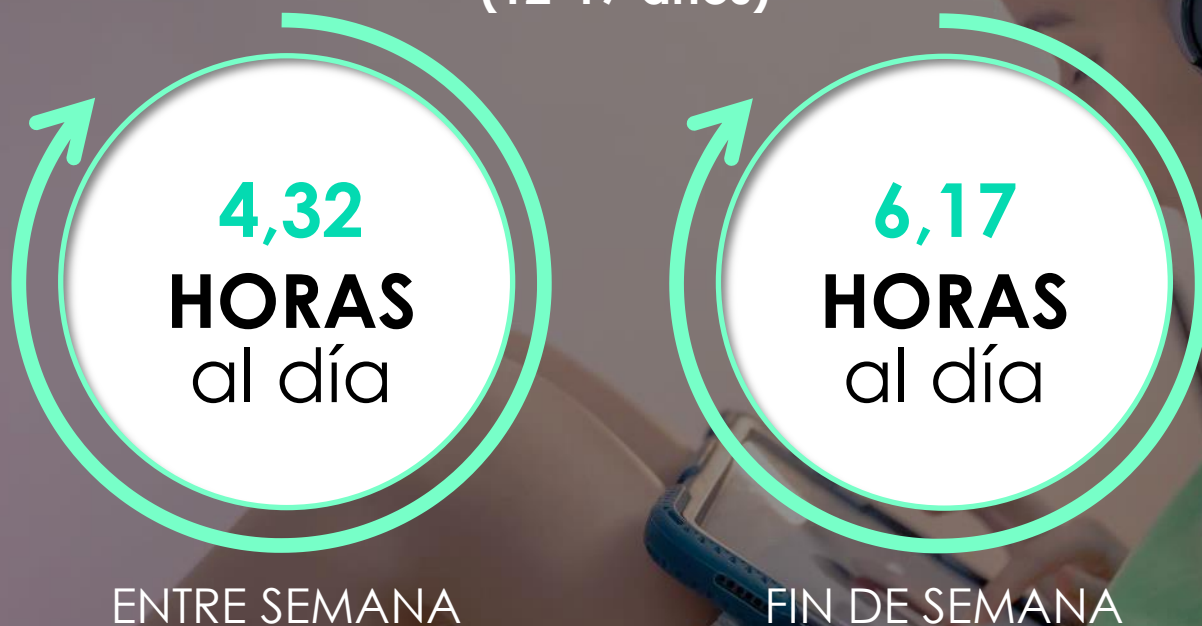 4,32
HORAS
al día
ENTRE SEMANA
6,17
HORAS
al día
FIN DE SEMANA